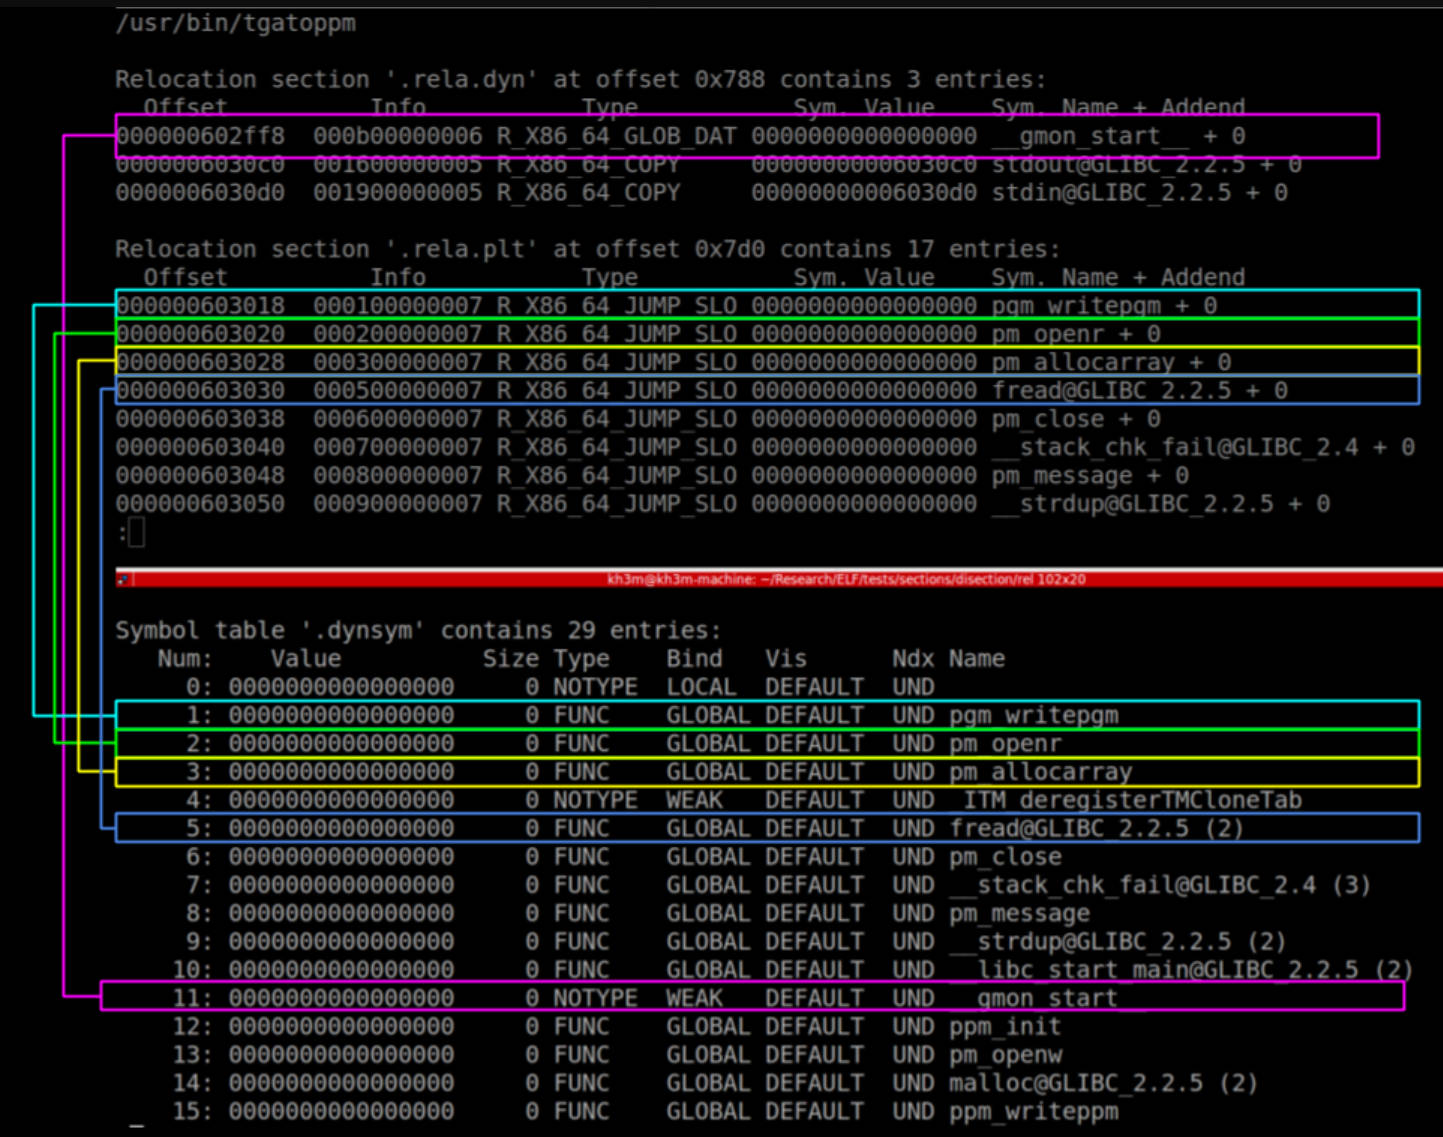 /usr/bin/tgatoppm
Relocation section '.rela.dyn' at offset 0x788 contains 3 entries:
Offset Info Type Sym. Value Sym. Name + Addend
000000602ff8 000b00000006 R_X86_64_GLOB_DAT 0000000000000000 __gmon_start__ + 0
0000006030c0 001600000005 R_X86_64_COPY 00000000006030c0 stdout@GLIBC_2.2.5 + 0
0000006030d0 001900000005 R_X86_64_COPY 00000000006030d0 stdin@GLIBC_2.2.5 + 0
Relocation section '.rela.plt' at offset 0x7d0 contains 17 entries:
Offset Info Type Sym. Value Sym. Name + Addend
000000603018 000100000007 R_X86_64_JUMP_SLO 0000000000000000 pgm_writepgm + 0
000000603020 000200000007 R_X86_64_JUMP_SLO 0000000000000000 pm_openr + 0
000000603028 000300000007 R_X86_64_JUMP_SLO 0000000000000000 pm_allocarray + 0
000000603030 000500000007 R_X86_64_JUMP_SLO 0000000000000000 fread@GLIBC_2.2.5 + 0
000000603038 000600000007 R_X86_64_JUMP_SLO 0000000000000000 pm_close + 0
000000603040 000700000007 R_X86_64_JUMP_SLO 0000000000000000 __stack_chk_fail@GLIBC_2.4 + 0
000000603048 000800000007 R_X86_64_JUMP_SLO 0000000000000000 pm_message + 0
000000603050 000900000007 R_X86_64_JUMP_SLO 0000000000000000 __strdup@GLIBC_2.2.5 + 0
:
kh3m@kh3m-machine: ~/Research/ELF/tests/sections/disection/rel 102x20
Symbol table '.dynsym' contains 29 entries:
Num: Value Size Type Bind Vis Ndx Name
0: 0000000000000000 0 NOTYPE LOCAL DEFAULT UND
1: 0000000000000000 0 FUNC GLOBAL DEFAULT UND pgm_writepgm
2: 0000000000000000 0 FUNC GLOBAL DEFAULT UND pm_openr
3: 0000000000000000 0 FUNC GLOBAL DEFAULT UND pm_allocarray
4: 0000000000000000 0 NOTYPE WEAK DEFAULT UND _ITM_deregisterTMCloneTab
5: 0000000000000000 0 FUNC GLOBAL DEFAULT UND fread@GLIBC_2.2.5 (2)
6: 0000000000000000 0 FUNC GLOBAL DEFAULT UND pm_close
7: 0000000000000000 0 FUNC GLOBAL DEFAULT UND __stack_chk_fail@GLIBC_2.4 (3)
8: 0000000000000000 0 FUNC GLOBAL DEFAULT UND pm_message
9: 0000000000000000 0 FUNC GLOBAL DEFAULT UND __strdup@GLIBC_2.2.5 (2)
10: 0000000000000000 0 FUNC GLOBAL DEFAULT UND __libc_start_main@GLIBC_2.2.5 (2)
11: 0000000000000000 0 NOTYPE WEAK DEFAULT UND __gmon_start__
12: 0000000000000000 0 FUNC GLOBAL DEFAULT UND ppm_init
13: 0000000000000000 0 FUNC GLOBAL DEFAULT UND pm_openw
14: 0000000000000000 0 FUNC GLOBAL DEFAULT UND malloc@GLIBC_2.2.5 (2)
15: 0000000000000000 0 FUNC GLOBAL DEFAULT UND ppm_writeppm